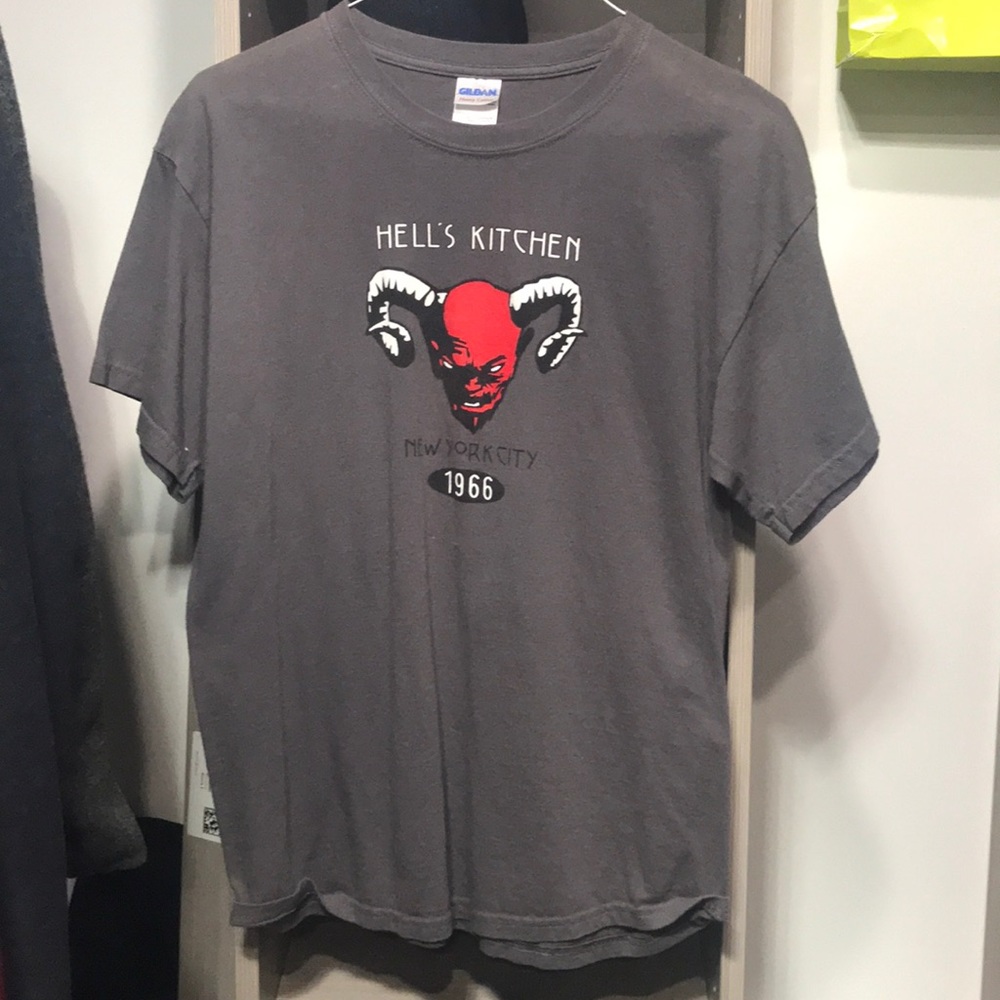 GILDAN
HELL'S KITCHEN
NEW YORK CITY
1966